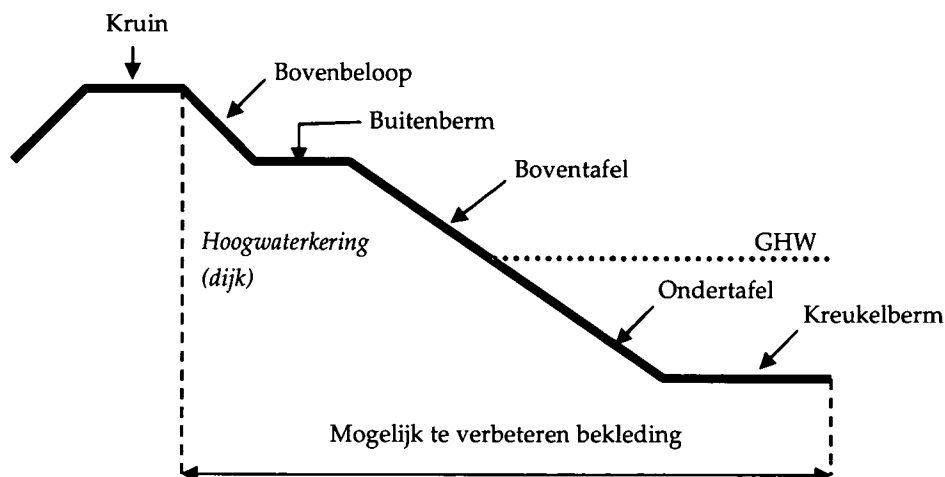 Kruin
Bovenbeloop
Buitenberm
Boventafel
Hoogwaterkering
(dijk)
GHW
Ondertafel
Kreukelberm
Mogelijk te verbeteren bekleding